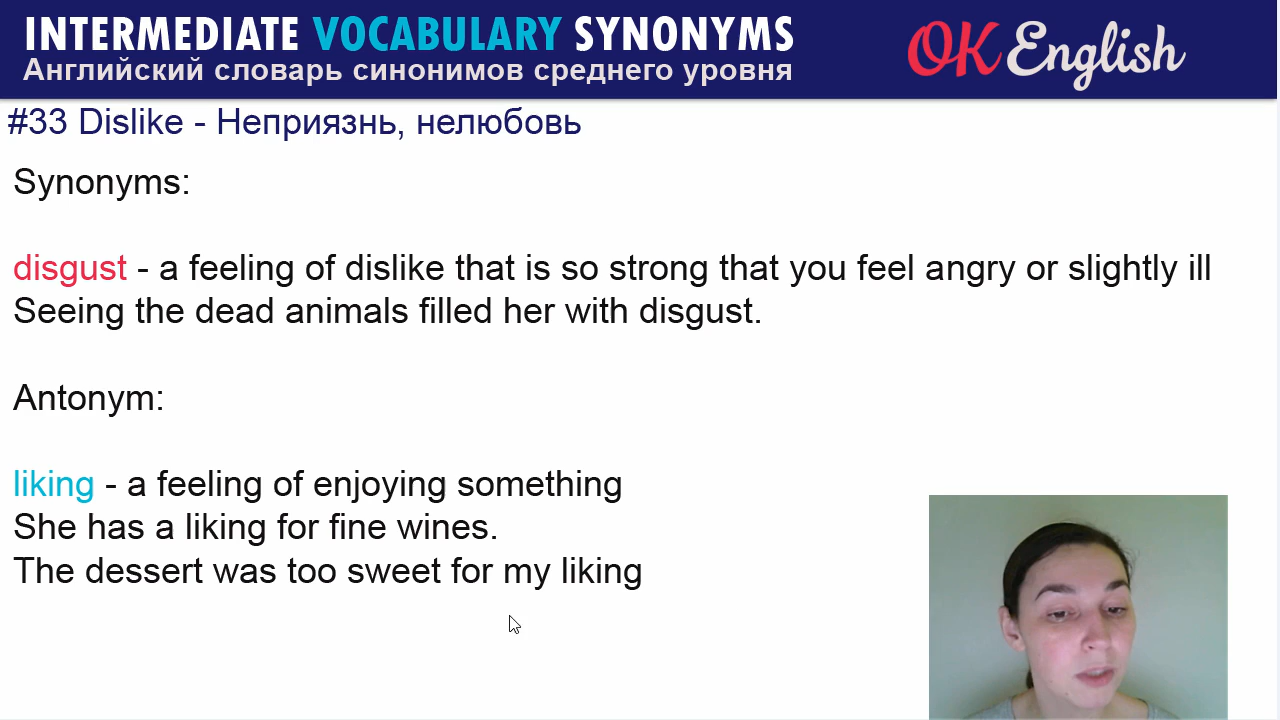 INTERMEDIATE VOCABULARY SYNONYMS
Английский словарь синонимов среднего уровня
OK English
#33 Dislike - Неприязнь, нелюбовь
Synonyms:
disgust - a feeling of dislike that is so strong that you feel angry or slightly ill
Seeing the dead animals filled her with disgust.
Antonym:
liking - a feeling of enjoying something
She has a liking for fine wines.
The dessert was too sweet for my liking